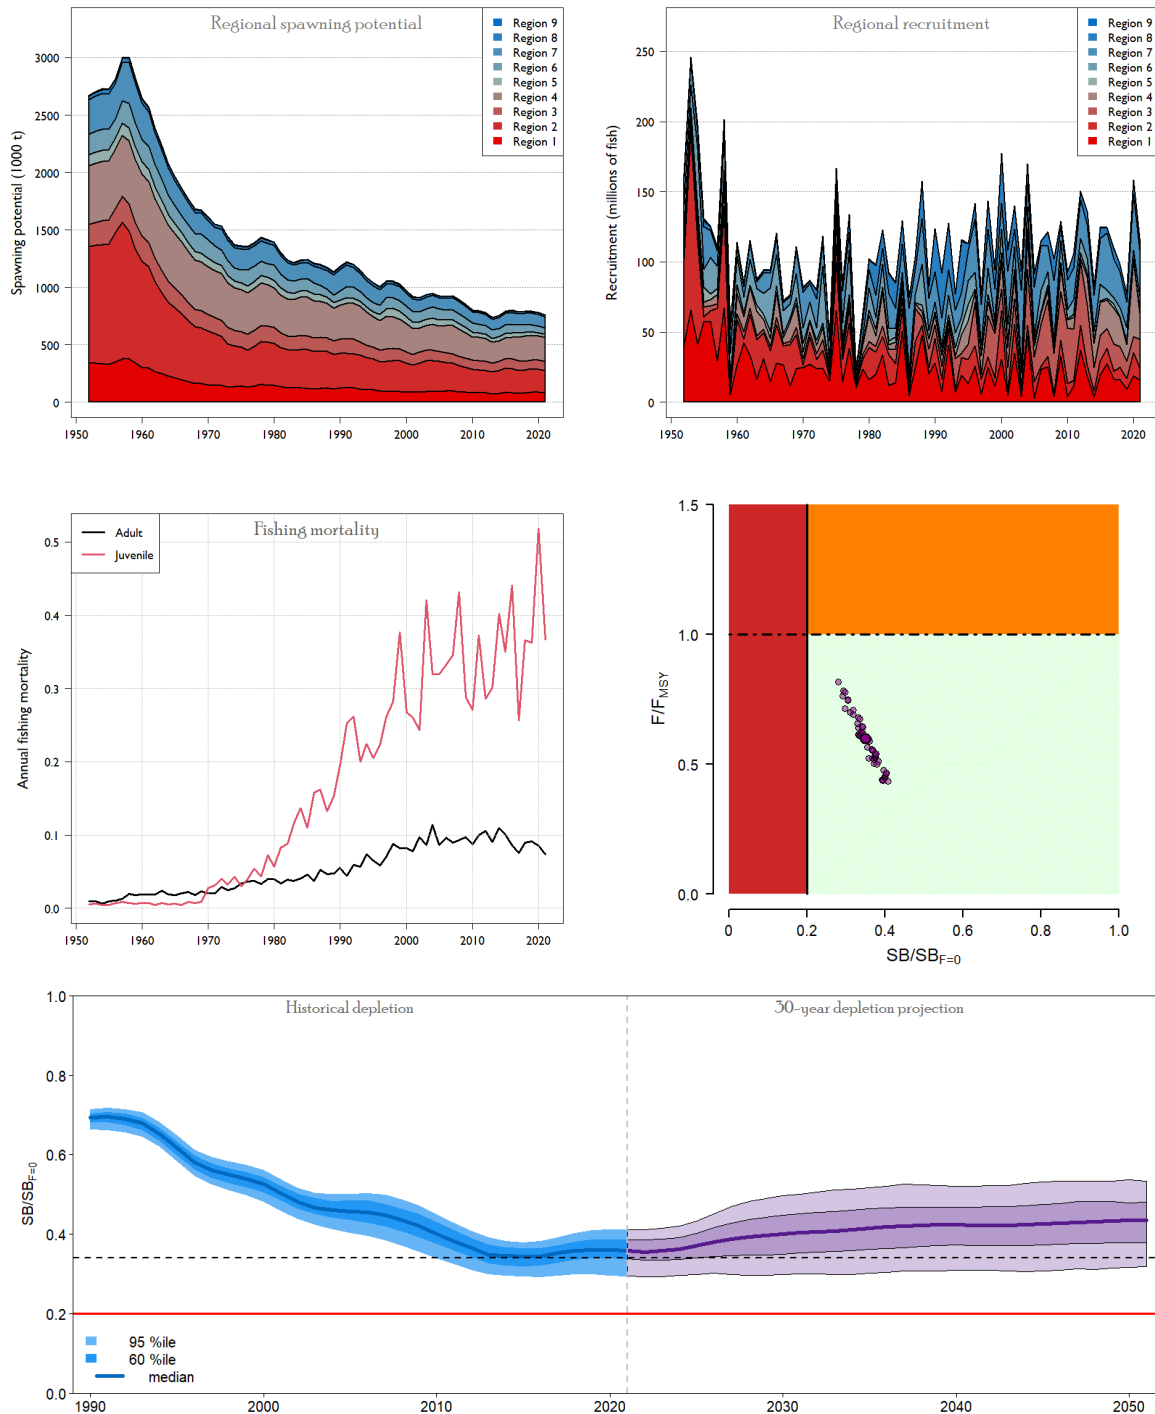 Regional spawning potential
Spawning potential (1000 t)
3000
2500
2000
1500
1000
500
0
1950 1960 1970 1980 1990 2000 2010 2020
Region 9
Region 8
Region 7
Region 6
Region 5
Region 4
Region 3
Region 2
Region 1
Regional recruitment
Recruitment (millions of fish)
250
200
150
100
50
0
1950 1960 1970 1980 1990 2000 2010 2020
Region 9
Region 8
Region 7
Region 6
Region 5
Region 4
Region 3
Region 2
Region 1
Fishing mortality
Adult
Juvenile
Annual fishing mortality
0.5
0.4
0.3
0.2
0.1
0.0
1950 1960 1970 1980 1990 2000 2010 2020
F/FMSY
1.5
1.0
0.5
0.0
0 0.2 0.4 0.6 0.8 1.0
SB/SBF=0
Historical depletion
30-year depletion projection
SB/SBF=0
1.0
0.8
0.6
0.4
0.2
0.0
95 %ile
60 %ile
median
1990 2000 2010 2020 2030 2040 2050